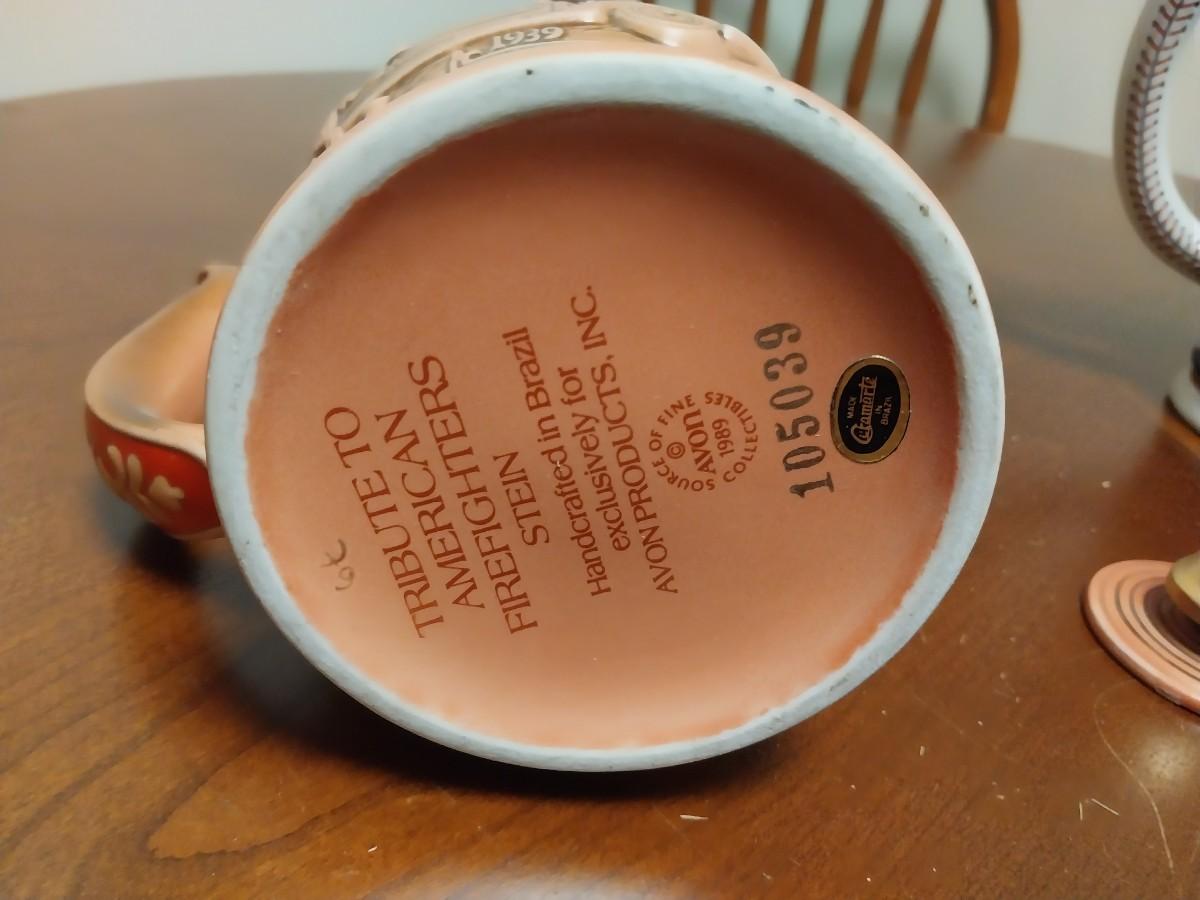 1939
TRIBUTE TO
AMERICAN
FIREFIGHTERS
STEIN
Handcrafted in Brazil
exclusively for
AVON PRODUCTS, INC.
SOURCE OF FINE
©
Avon
1989
COLLECTIBLES
105039
MADE
Ceramarte
IN
BRAZIL